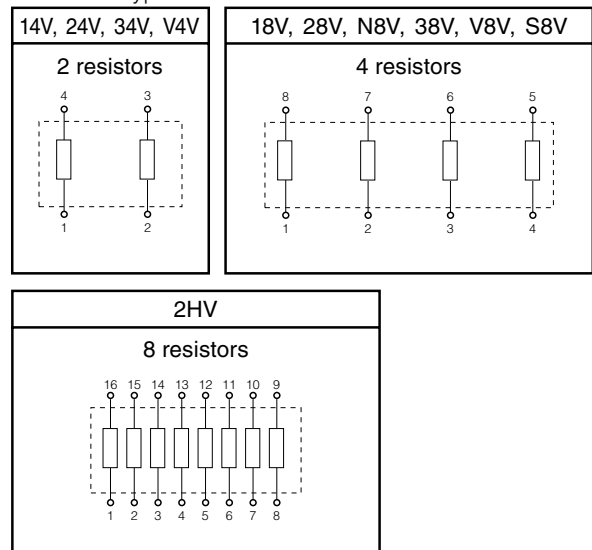 14V, 24V, 34V, V4V
2 resistors
4 3
1 2
18V, 28V, N8V, 38V, V8V, S8V
4 resistors
8 7 6 5
1 2 3 4
2HV
8 resistors
16 15 14 13 12 11 10 9
1 2 3 4 5 6 7 8